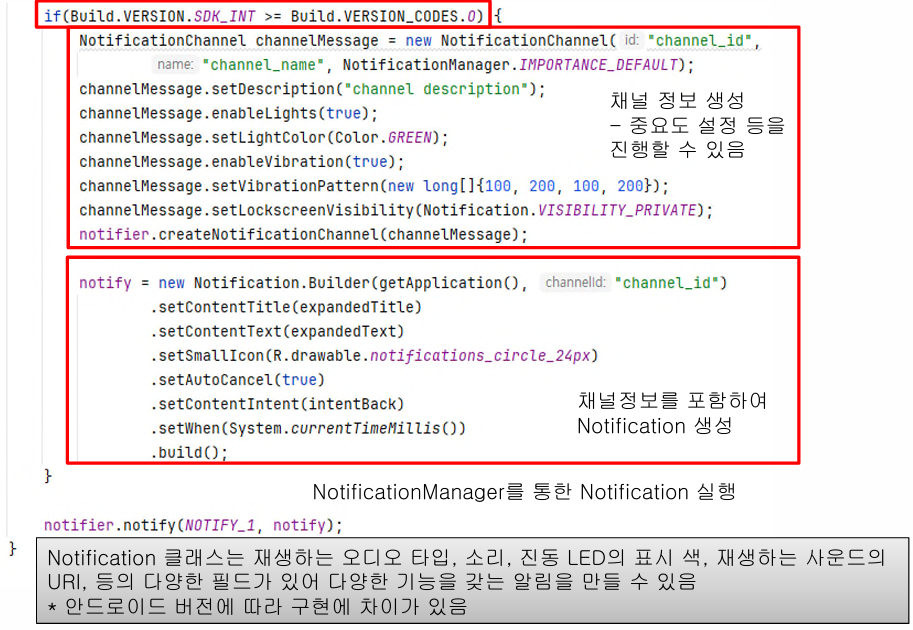 if(Build.VERSION.SDK_INT >= Build.VERSION_CODES.O) {
NotificationChannel channelMessage = new NotificationChannel( id: "channel_id",
name: "channel_name", NotificationManager.IMPORTANCE_DEFAULT);
channelMessage.setDescription("channel description");
channelMessage.enableLights(true);
channelMessage.setLightColor(Color.GREEN);
channelMessage.enableVibration(true);
channelMessage.setVibrationPattern(new long[]{100, 200, 100, 200});
channelMessage.setLockscreenVisibility(Notification.VISIBILITY_PRIVATE);
notifier.createNotificationChannel(channelMessage);
채널 정보 생성
- 중요도 설정 등을
진행할 수 있음
notify = new Notification.Builder(getApplication(), channelId: "channel_id")
.setContentTitle(expandedTitle)
.setContentText(expandedText)
.setSmallIcon(R.drawable.notifications_circle_24px)
.setAutoCancel(true)
.setContentIntent(intentBack)
.setWhen(System.currentTimeMillis())
.build();
채널정보를 포함하여
Notification 생성
}
NotificationManager를 통한 Notification 실행
notifier.notify(NOTIFY_1, notify);
}
Notification 클래스는 재생하는 오디오 타입, 소리, 진동 LED의 표시 색, 재생하는 사운드의
URI, 등의 다양한 필드가 있어 다양한 기능을 갖는 알림을 만들 수 있음
* 안드로이드 버전에 따라 구현에 차이가 있음